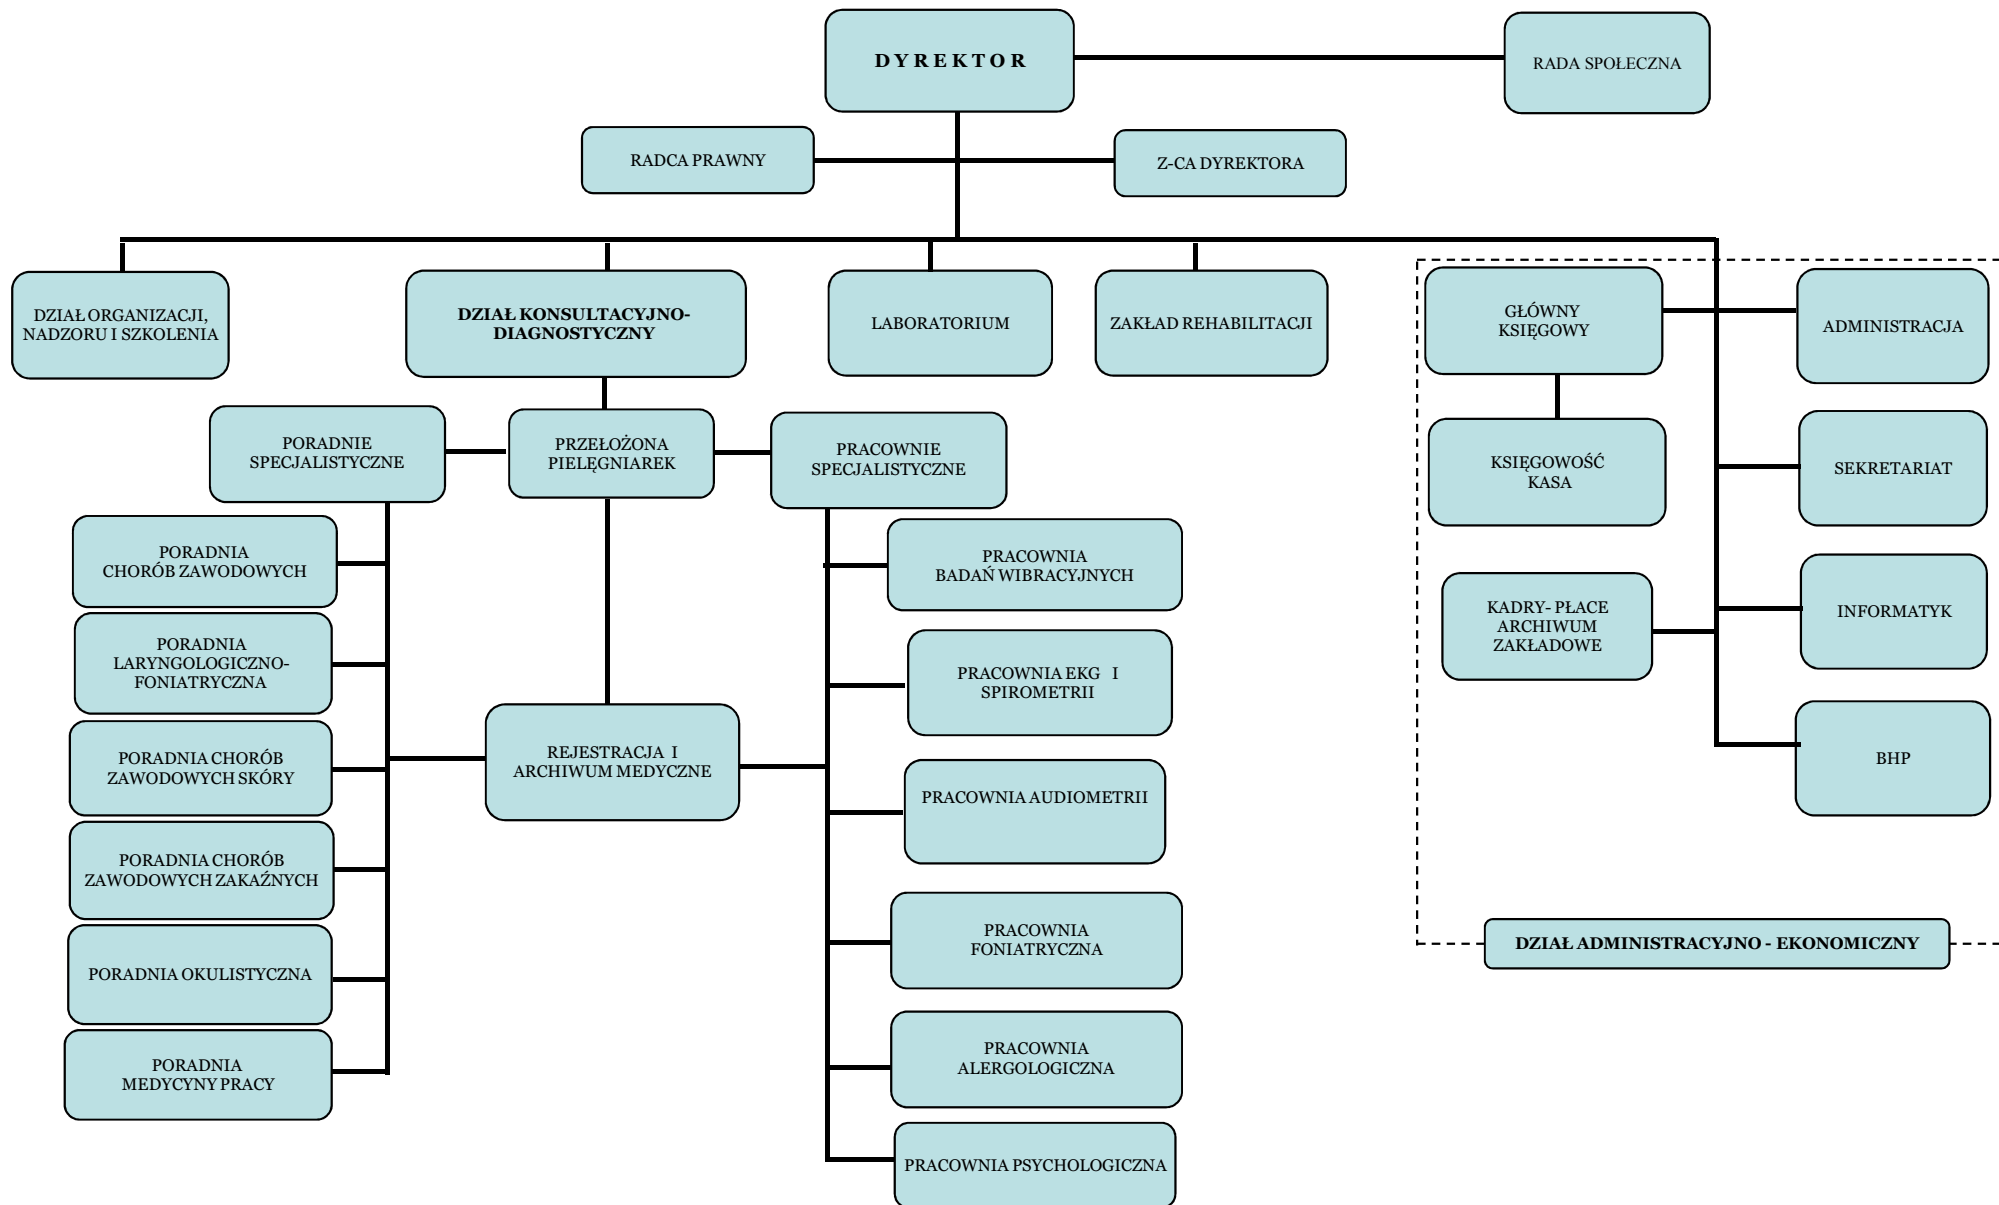 D Y R E K T O R
RADA SPOŁECZNA
RADCA PRAWNY
Z-CA DYREKTORA
DZIAŁ ORGANIZACJI,
NADZORU I SZKOLENIA
DZIAŁ KONSULTACYJNO-
DIAGNOSTYCZNY
LABORATORIUM
ZAKŁAD REHABILITACJI
GŁÓWNY
KSIĘGOWY
ADMINISTRACJA
PORADNIE
SPECJALISTYCZNE
PRZEŁOŻONA
PIELĘGNIAREK
PRACOWNIE
SPECJALISTYCZNE
KSIĘGOWOŚĆ
KASA
SEKRETARIAT
PORADNIA
CHORÓB ZAWODOWYCH
PRACOWNIA
BADAŃ WIBRACYJNYCH
KADRY- PŁACE
ARCHIWUM
ZAKŁADOWE
INFORMATYK
PORADNIA
LARYNGOLOGICZNO-
FONIATRYCZNA
PRACOWNIA EKG I
SPIROMETRII
PORADNIA CHORÓB
ZAWODOWYCH SKÓRY
REJESTRACJA I
ARCHIWUM MEDYCZNE
PRACOWNIA AUDIOMETRII
BHP
PORADNIA CHORÓB
ZAWODOWYCH ZAKAŹNYCH
PRACOWNIA
FONIATRYCZNA
DZIAŁ ADMINISTRACYJNO - EKONOMICZNY
PORADNIA OKULISTYCZNA
PRACOWNIA
ALERGOLOGICZNA
PORADNIA
MEDYCYNY PRACY
PRACOWNIA PSYCHOLOGICZNA